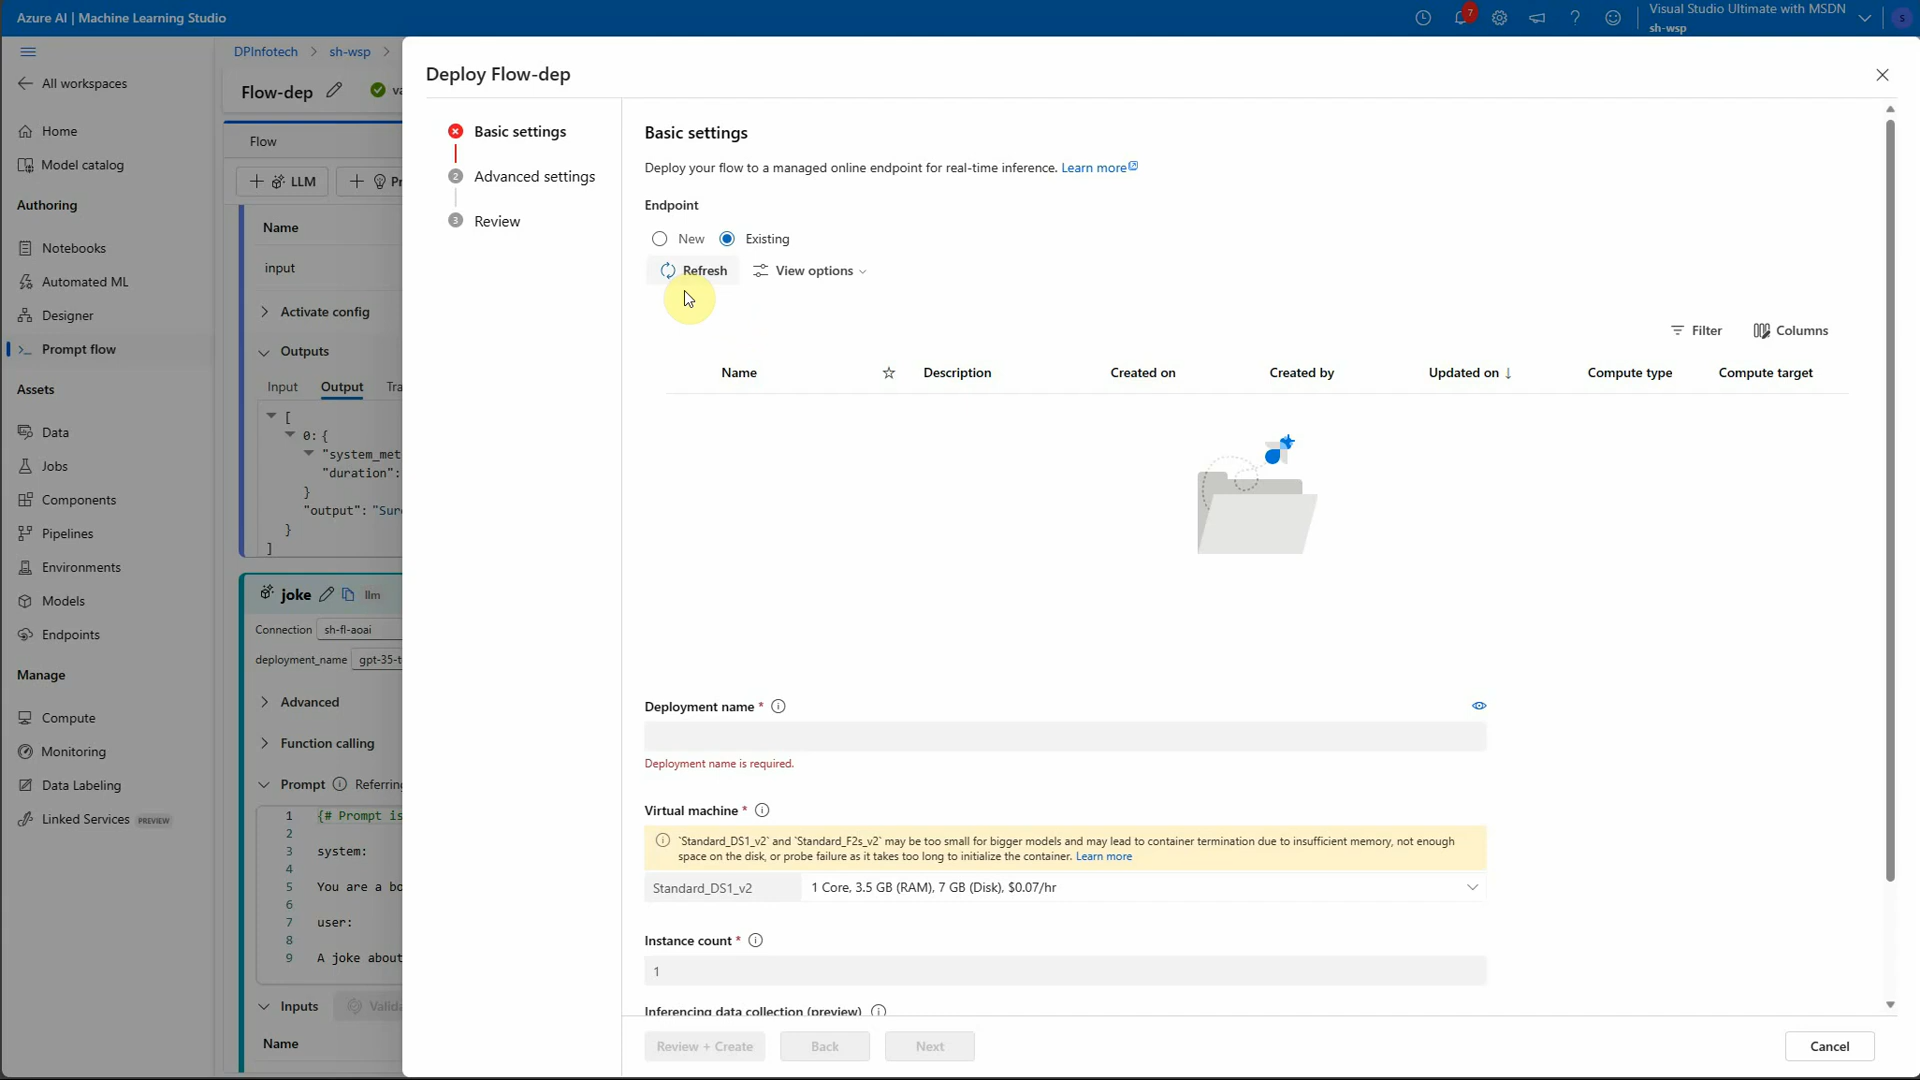 Azure AI | Machine Learning Studio
7
Visual Studio Ultimate with MSDN
sh-wsp
S
All workspaces
Home
Model catalog
Authoring
Notebooks
Automated ML
Designer
Prompt flow
Assets
Data
Jobs
Components
Pipelines
Environments
Models
Endpoints
Manage
Compute
Monitoring
Data Labeling
Linked Services PREVIEW
DPInfotech > sh-wsp >
Flow-dep
Flow
+ LLM
+
Name
input
Activate config
Outputs
Input Output
[
0: {
"system_met
"duration":
}
"output": "Sur
}
]
joke llm
Connection sh-fl-aoai
deployment_name gpt-35-t
Advanced
Function calling
Prompt Referring
1 {# Prompt is
2
3 system:
4
5 You are a bo
6
7 user:
8
9 A joke about
Inputs Valida
Name
Deploy Flow-dep
Basic settings
2 Advanced settings
3 Review
Basic settings
Deploy your flow to a managed online endpoint for real-time inference. Learn more
Endpoint
New Existing
Refresh View options
Filter Columns
Name Description Created on Created by Updated on ↓ Compute type Compute target
Deployment name *
Deployment name is required.
Virtual machine *
`Standard_DS1_v2` and `Standard_F2s_v2` may be too small for bigger models and may lead to container termination due to insufficient memory, not enough
space on the disk, or probe failure as it takes too long to initialize the container. Learn more
Standard_DS1_v2 1 Core, 3.5 GB (RAM), 7 GB (Disk), $0.07/hr
Instance count *
1
Inferencing data collection (preview)
Review + Create Back Next Cancel